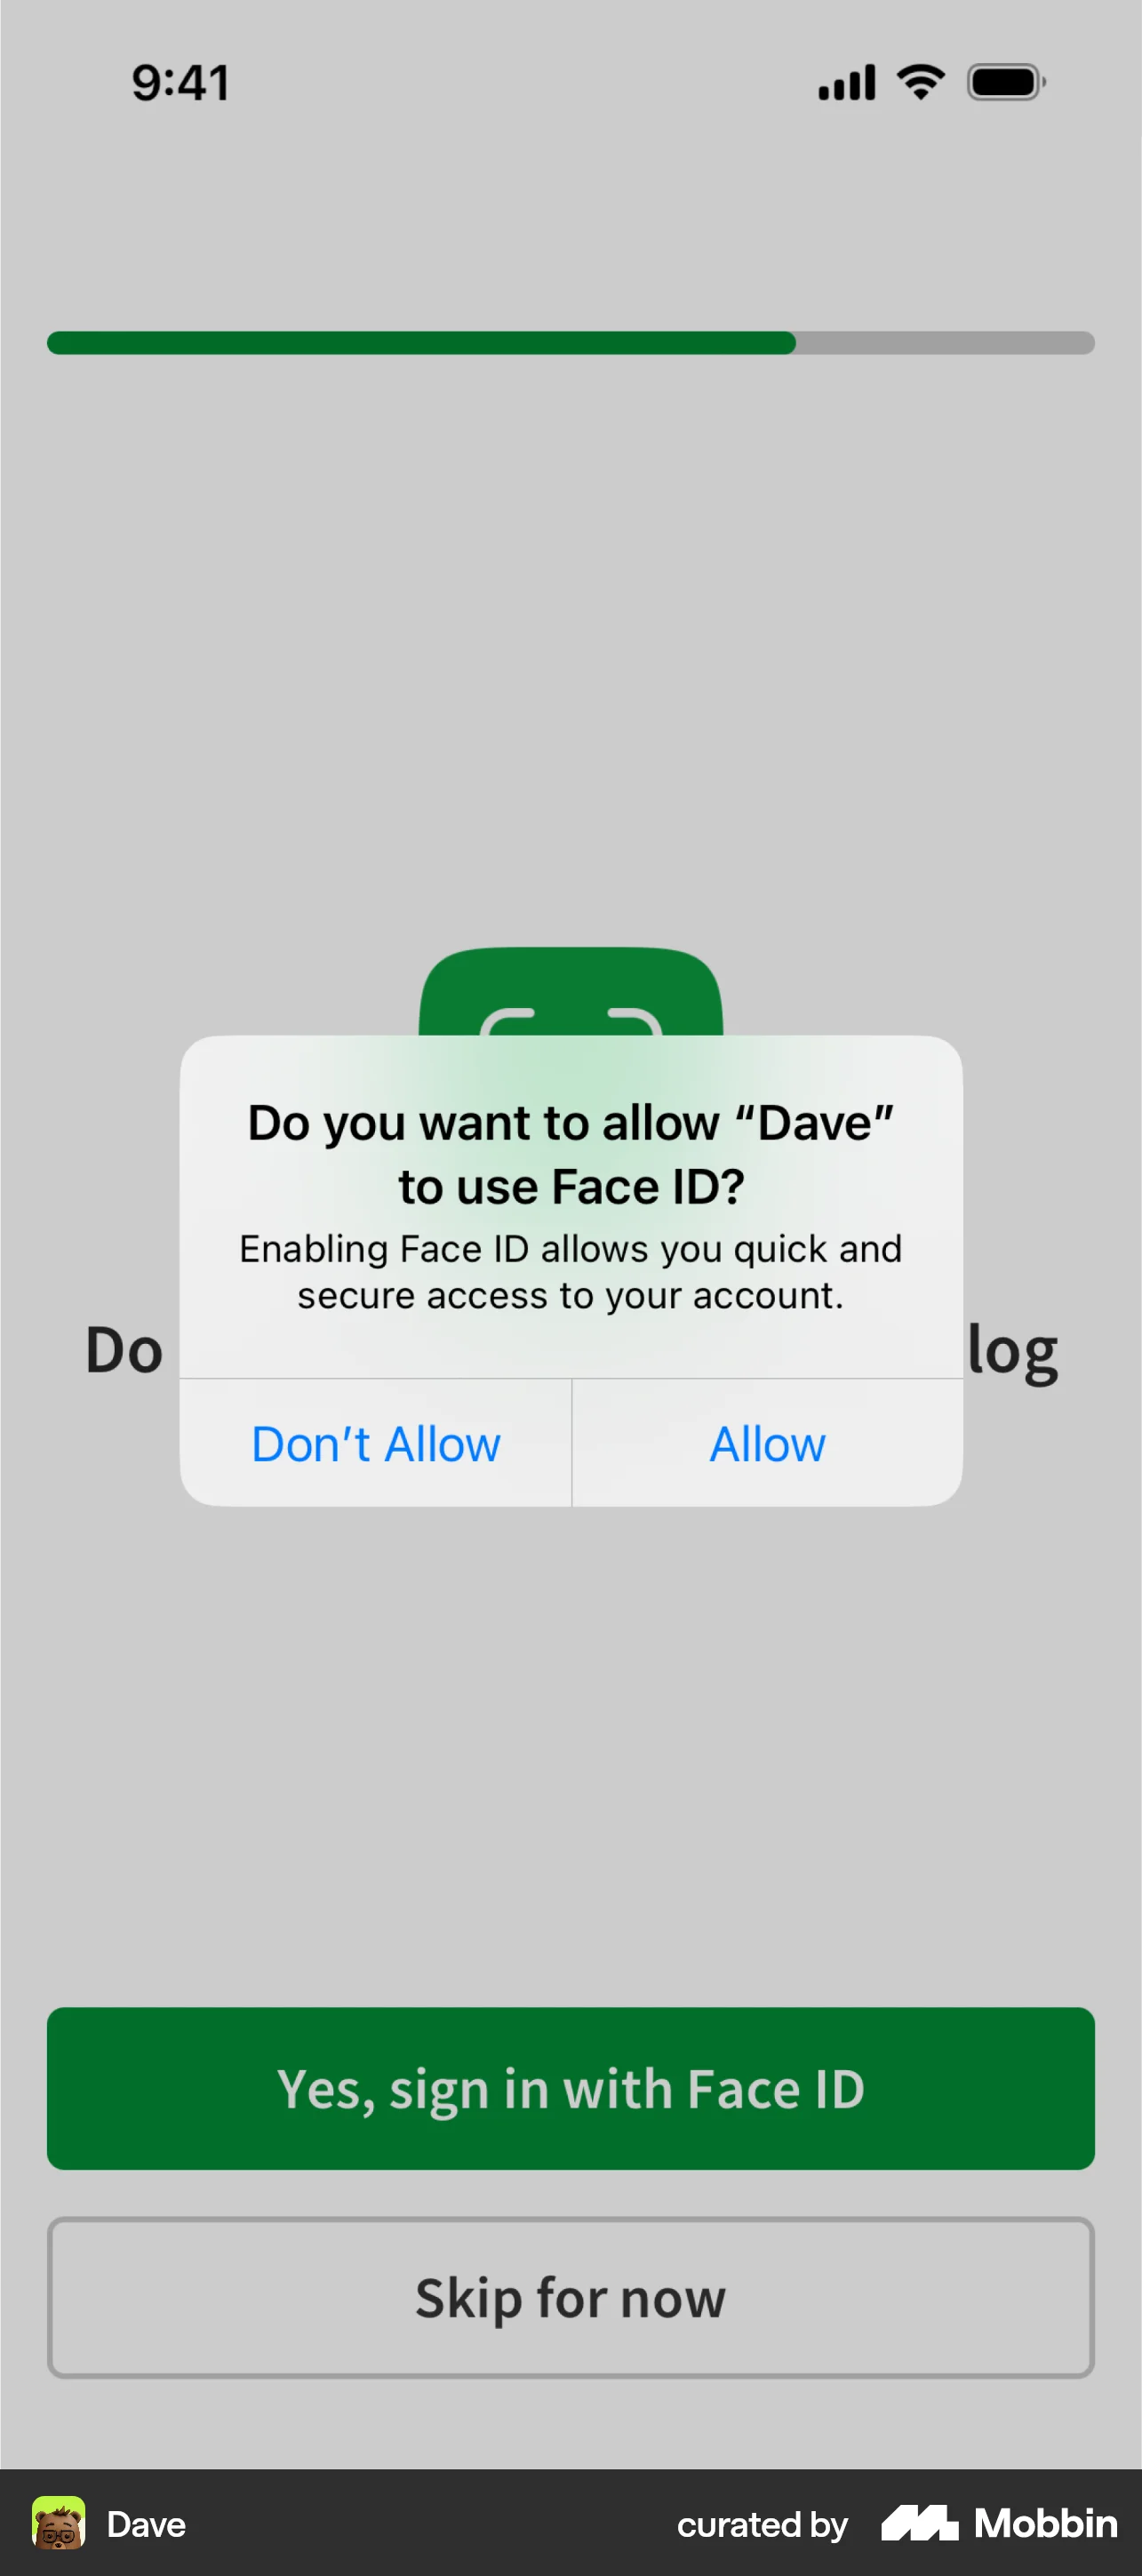 9:41
Do you want to allow “Dave”
to use Face ID?
Enabling Face ID allows you quick and
secure access to your account.
Do log
Don’t Allow Allow
Yes, sign in with Face ID
Skip for now
Dave curated by Mobbin